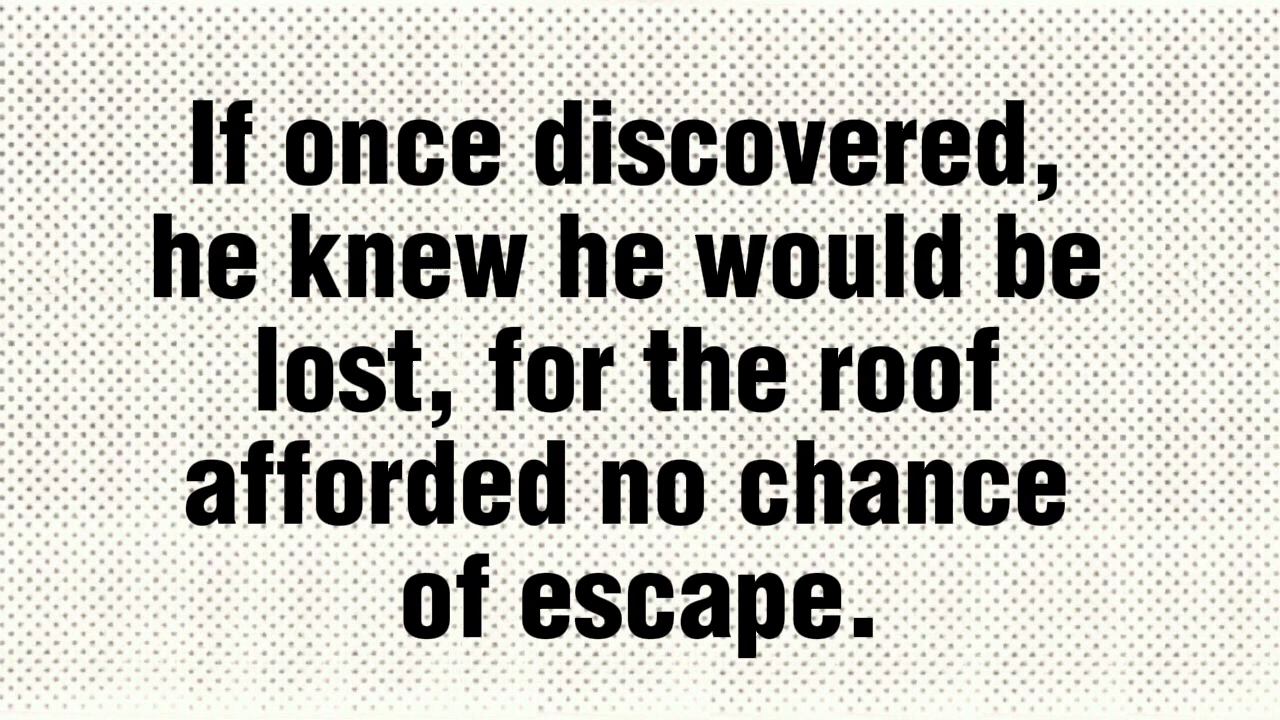 If once discovered,
he knew he would be
lost, for the roof
afforded no chance
of escape.